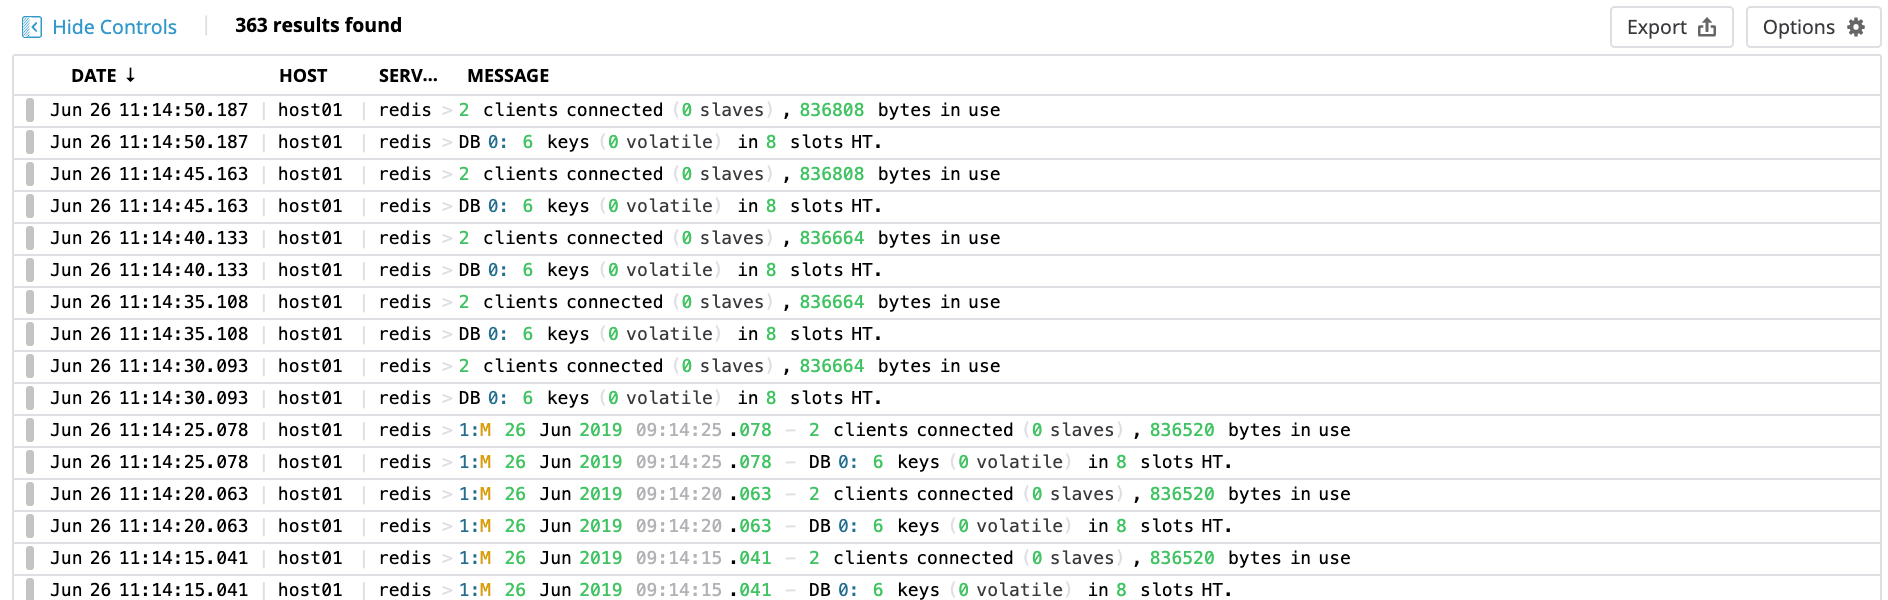 Hide Controls | 363 results found Export Options
DATE ↓ HOST SERV... MESSAGE
Jun 26 11:14:50.187 | host01 | redis > 2 clients connected (0 slaves), 836808 bytes in use
Jun 26 11:14:50.187 | host01 | redis > DB 0: 6 keys (0 volatile) in 8 slots HT.
Jun 26 11:14:45.163 | host01 | redis > 2 clients connected (0 slaves), 836808 bytes in use
Jun 26 11:14:45.163 | host01 | redis > DB 0: 6 keys (0 volatile) in 8 slots HT.
Jun 26 11:14:40.133 | host01 | redis > 2 clients connected (0 slaves), 836664 bytes in use
Jun 26 11:14:40.133 | host01 | redis > DB 0: 6 keys (0 volatile) in 8 slots HT.
Jun 26 11:14:35.108 | host01 | redis > 2 clients connected (0 slaves), 836664 bytes in use
Jun 26 11:14:35.108 | host01 | redis > DB 0: 6 keys (0 volatile) in 8 slots HT.
Jun 26 11:14:30.093 | host01 | redis > 2 clients connected (0 slaves), 836664 bytes in use
Jun 26 11:14:30.093 | host01 | redis > DB 0: 6 keys (0 volatile) in 8 slots HT.
Jun 26 11:14:25.078 | host01 | redis > 1:M 26 Jun 2019 09:14:25.078 - 2 clients connected (0 slaves), 836520 bytes in use
Jun 26 11:14:25.078 | host01 | redis > 1:M 26 Jun 2019 09:14:25.078 - DB 0: 6 keys (0 volatile) in 8 slots HT.
Jun 26 11:14:20.063 | host01 | redis > 1:M 26 Jun 2019 09:14:20.063 - 2 clients connected (0 slaves), 836520 bytes in use
Jun 26 11:14:20.063 | host01 | redis > 1:M 26 Jun 2019 09:14:20.063 - DB 0: 6 keys (0 volatile) in 8 slots HT.
Jun 26 11:14:15.041 | host01 | redis > 1:M 26 Jun 2019 09:14:15.041 - 2 clients connected (0 slaves), 836520 bytes in use
Jun 26 11:14:15.041 | host01 | redis > 1:M 26 Jun 2019 09:14:15.041 - DB 0: 6 keys (0 volatile) in 8 slots HT.